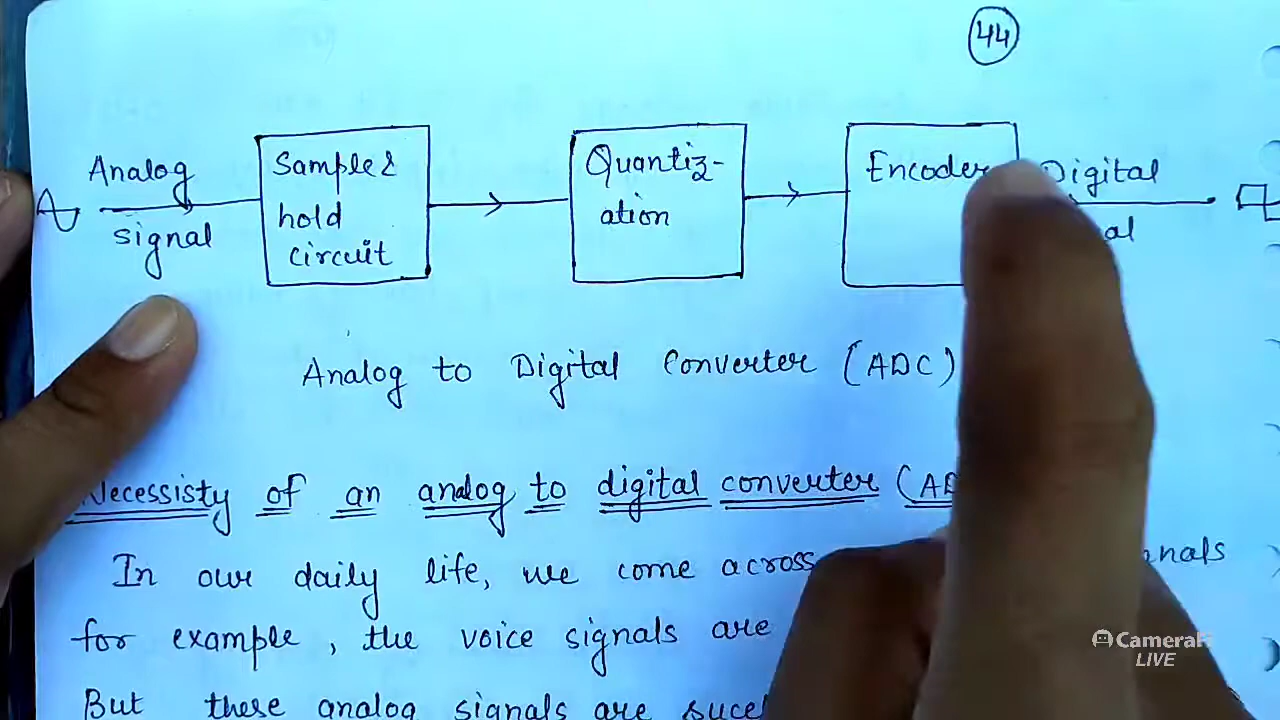 44
Analog
signal
Sample &
hold
circuit
Quantiz-
ation
Encoder
Digital
Analog to Digital Converter (ADC)
Necessisty of an analog to digital converter (AD
In our daily life, we come across
for example, the voice signals are
But these analog signals are
CameraFi
LIVE